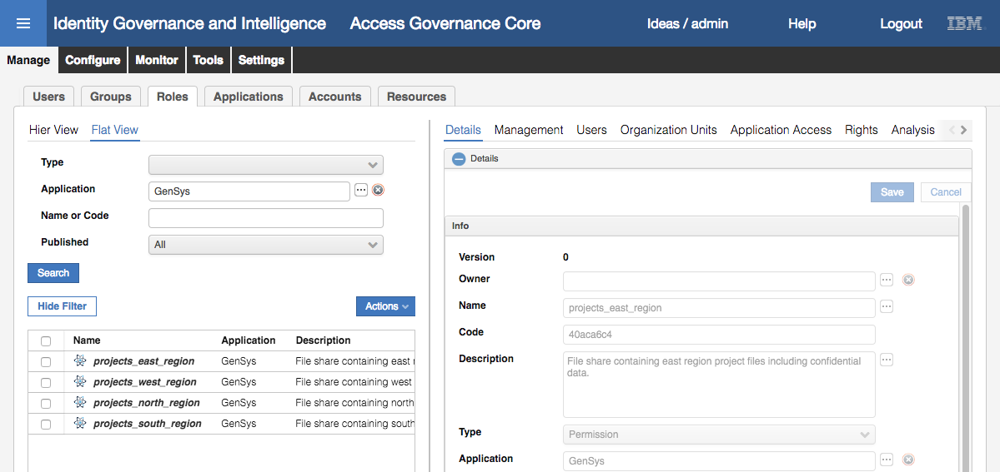 Identity Governance and Intelligence Access Governance Core Ideas / admin Help Logout IBM
Manage Configure Monitor Tools Settings
Users Groups Roles Applications Accounts Resources
Hier View Flat View
Type
Application GenSys ...
Name or Code
Published All
Search
Hide Filter Actions
Name Application Description
projects_east_region GenSys File share containing east
projects_west_region GenSys File share containing west
projects_north_region GenSys File share containing north
projects_south_region GenSys File share containing south
Details Management Users Organization Units Application Access Rights Analysis
Details
Save Cancel
Info
Version 0
Owner ...
Name projects_east_region ...
Code 40aca6c4
Description File share containing east region project files including confidential ...
data.
Type Permission
Application GenSys ...